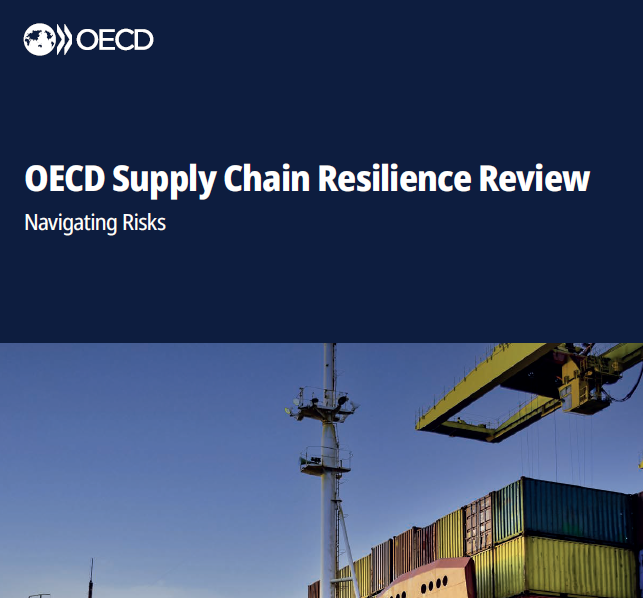 OECD
OECD Supply Chain Resilience Review
Navigating Risks